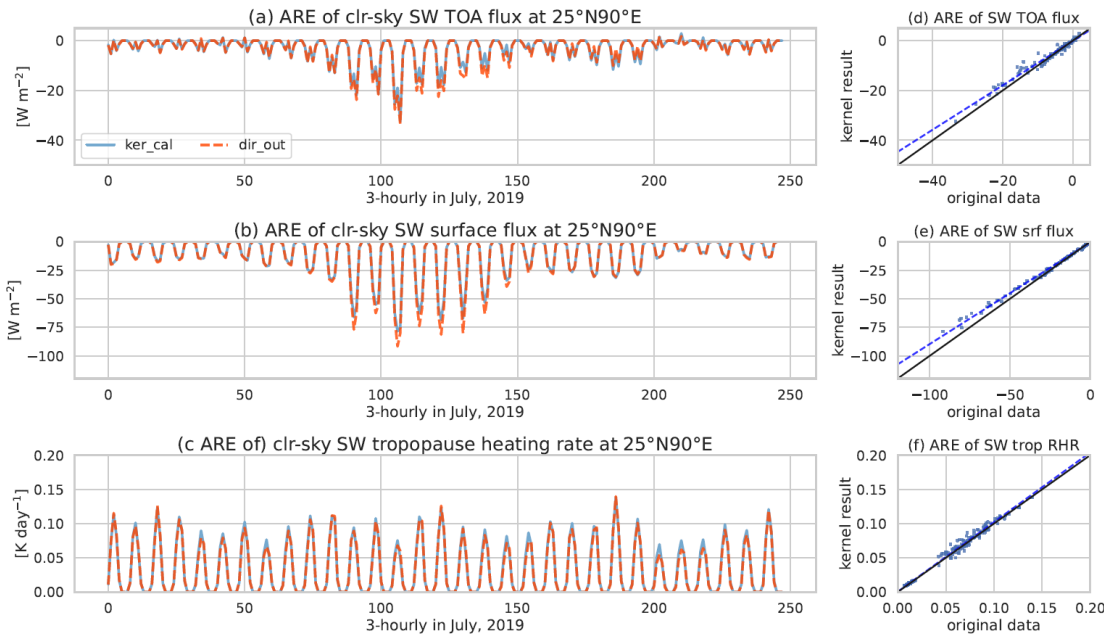 (a) ARE of clr-sky SW TOA flux at 25°N90°E
0
−20
−40
[W m⁻²]
ker_cal
dir_out
0 50 100 150 200 250
3-hourly in July, 2019
(d) ARE of SW TOA flux
0
−20
−40
kernel result
−40 −20 0
original data
(b) ARE of clr-sky SW surface flux at 25°N90°E
0
−25
−50
−75
−100
[W m⁻²]
0 50 100 150 200 250
3-hourly in July, 2019
(e) ARE of SW srf flux
0
−25
−50
−75
−100
kernel result
−100 −50 0
original data
(c ARE of) clr-sky SW tropopause heating rate at 25°N90°E
0.20
0.15
0.10
0.05
0.00
[K day⁻¹]
0 50 100 150 200 250
3-hourly in July, 2019
(f) ARE of SW trop RHR
0.20
0.15
0.10
0.05
0.00
kernel result
0.00 0.05 0.10 0.15 0.20
original data